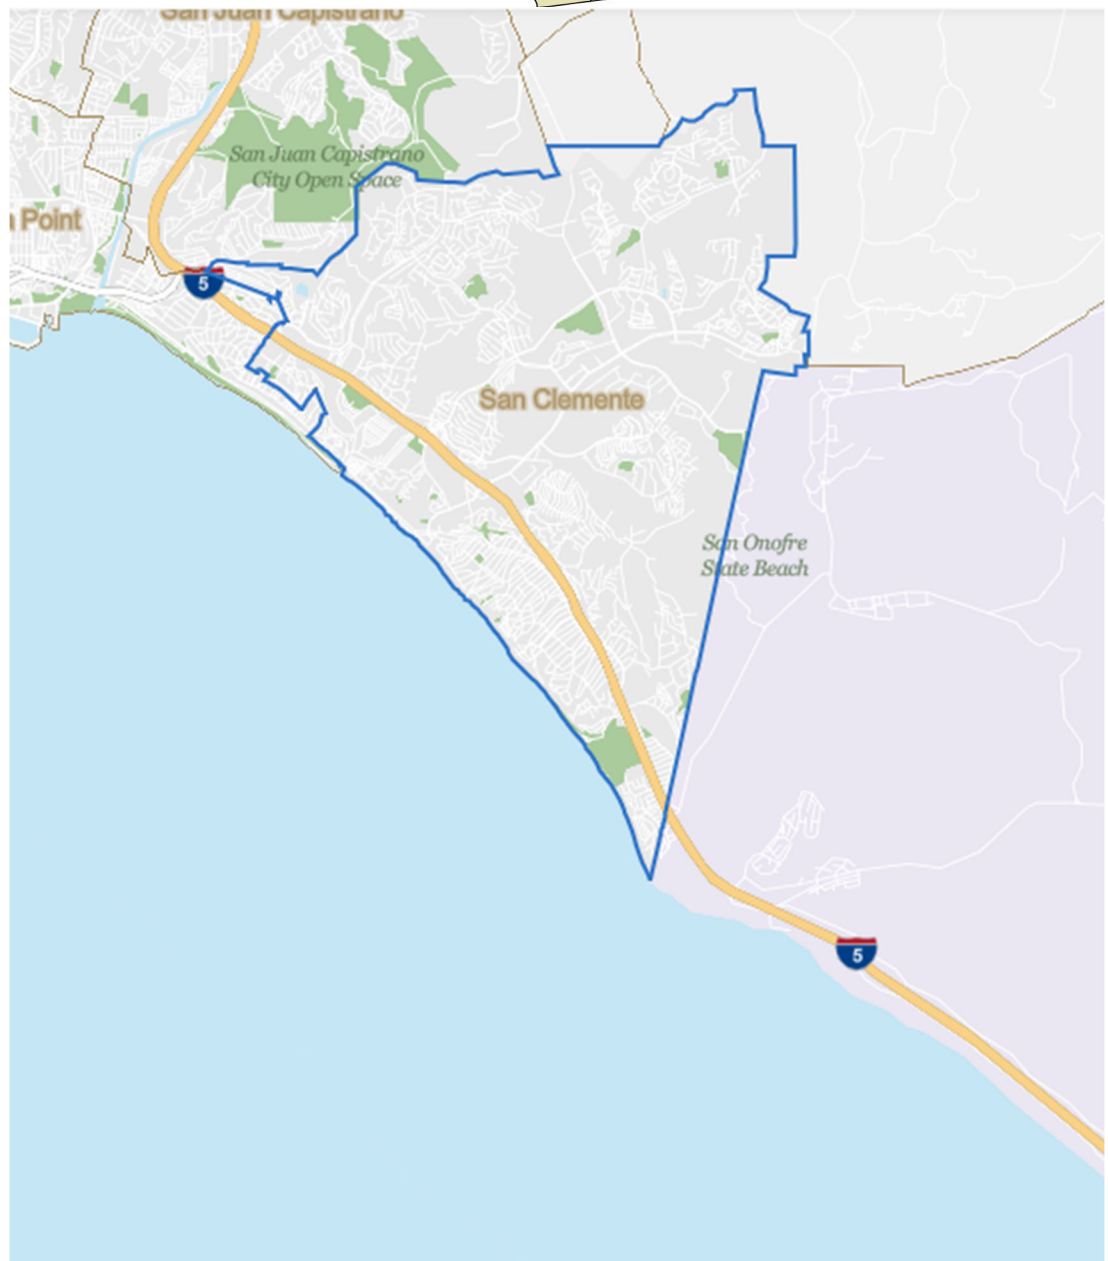 San Juan Capistrano
San Juan Capistrano
City Open Space
Point
5
San Clemente
San Onofre
State Beach
5